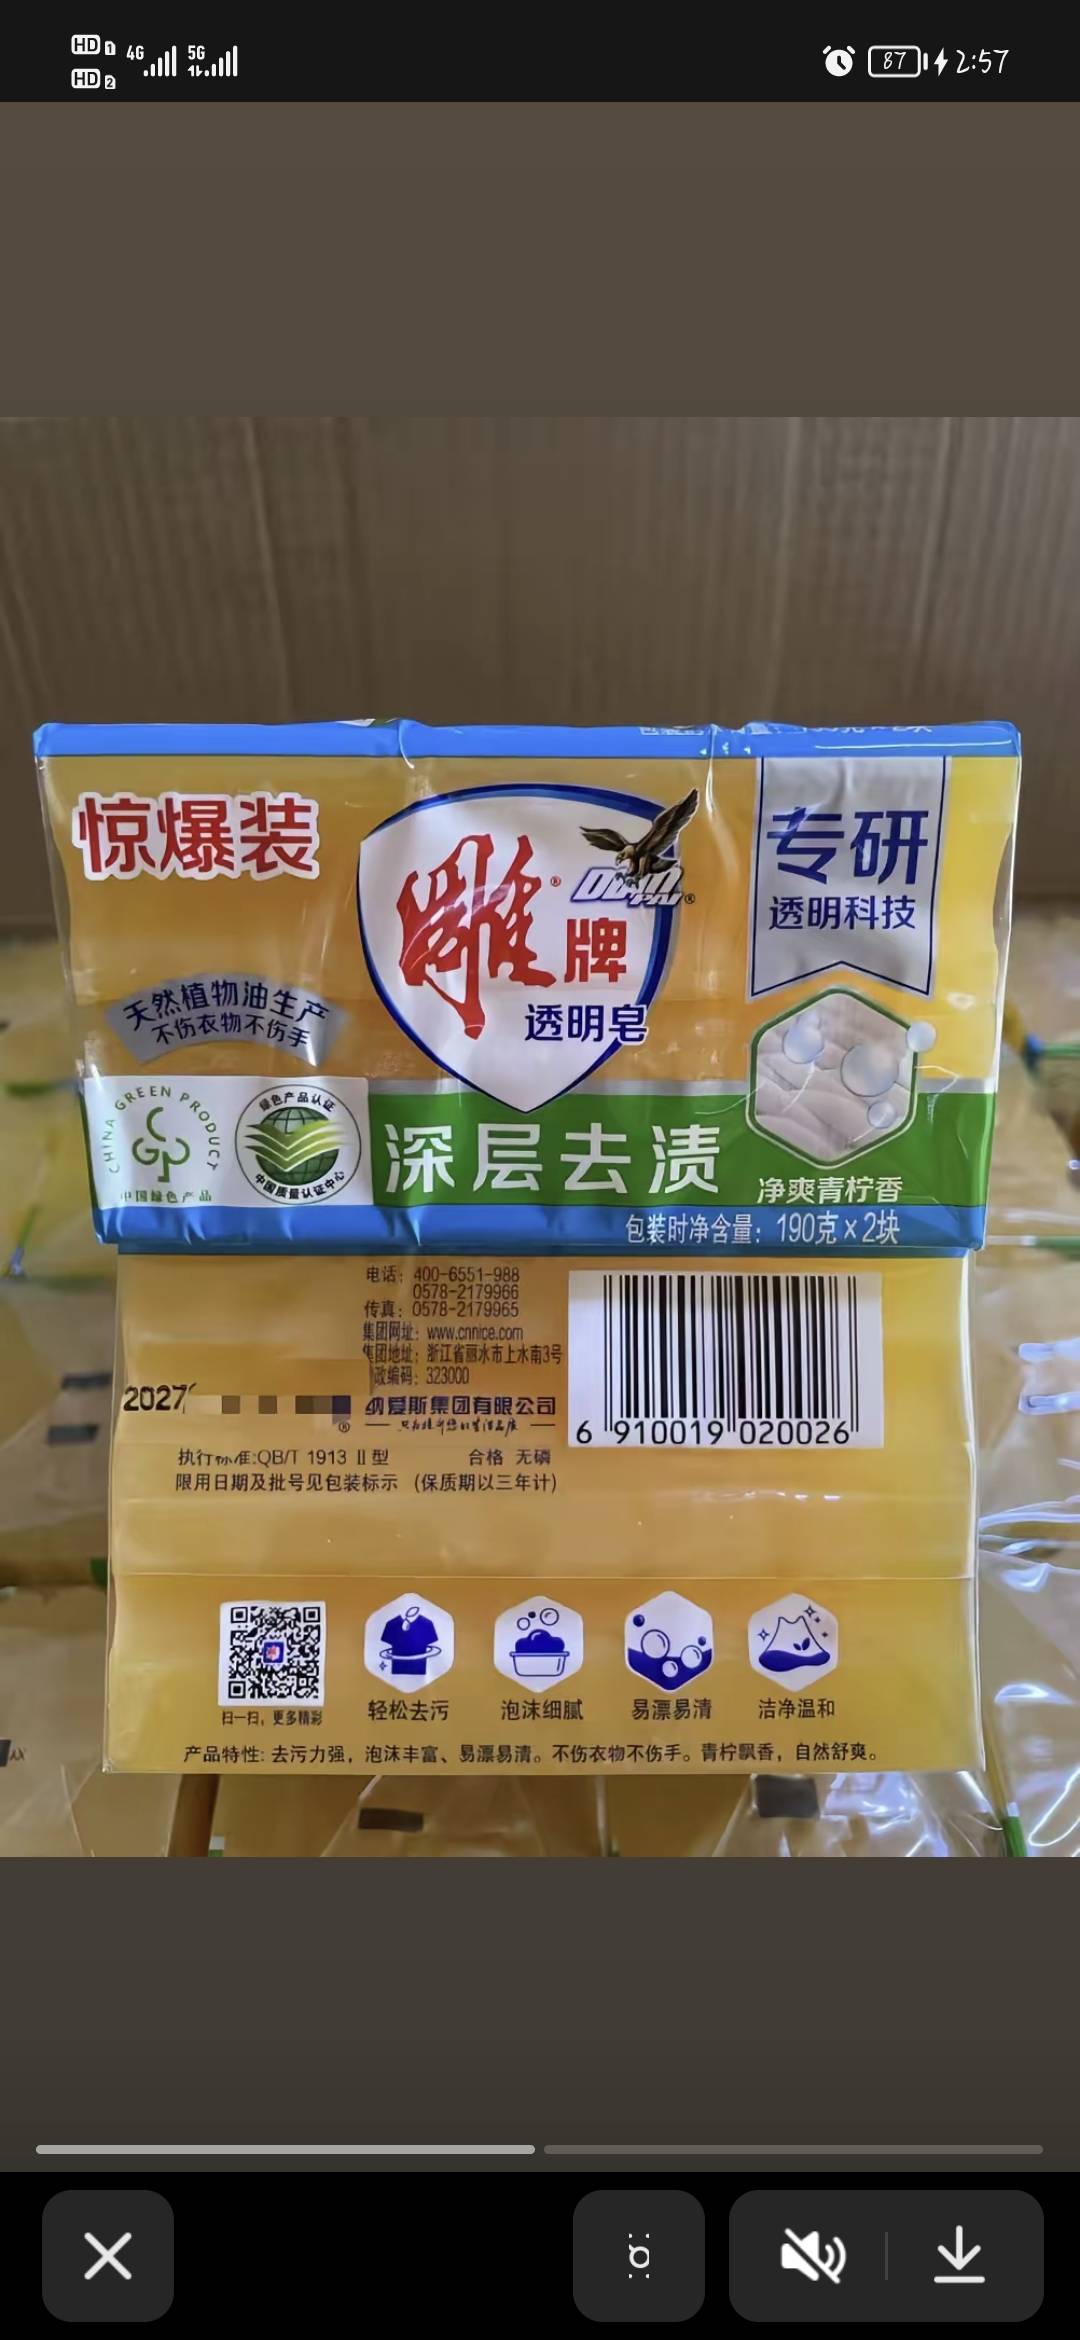 HD 1 4G 5G
HD 2
87 2:57
惊爆装
雕®牌
®
透明皂
专研
透明科技
天然植物油生产
不伤衣物不伤手
CHINA GREEN PRODUCT
中国绿色产品
绿色产品认证
中国质量认证中心
深层去渍
净爽青柠香
包装时净含量：190克×2块
电话：400-6551-988
0578-2179966
传真：0578-2179965
集团网址：www.cnnice.com
集团地址：浙江省丽水市上水南3号
政编码：323000
2027
®
纳爱斯集团有限公司
6 910019 020026
执行标准:QB/T 1913 Ⅱ型 合格 无磷
限用日期及批号见包装标示 (保质期以三年计)
扫一扫，更多精彩
轻松去污
泡沫细腻
易漂易清
洁净温和
产品特性：去污力强，泡沫丰富、易漂易清。不伤衣物不伤手。青柠飘香，自然舒爽。